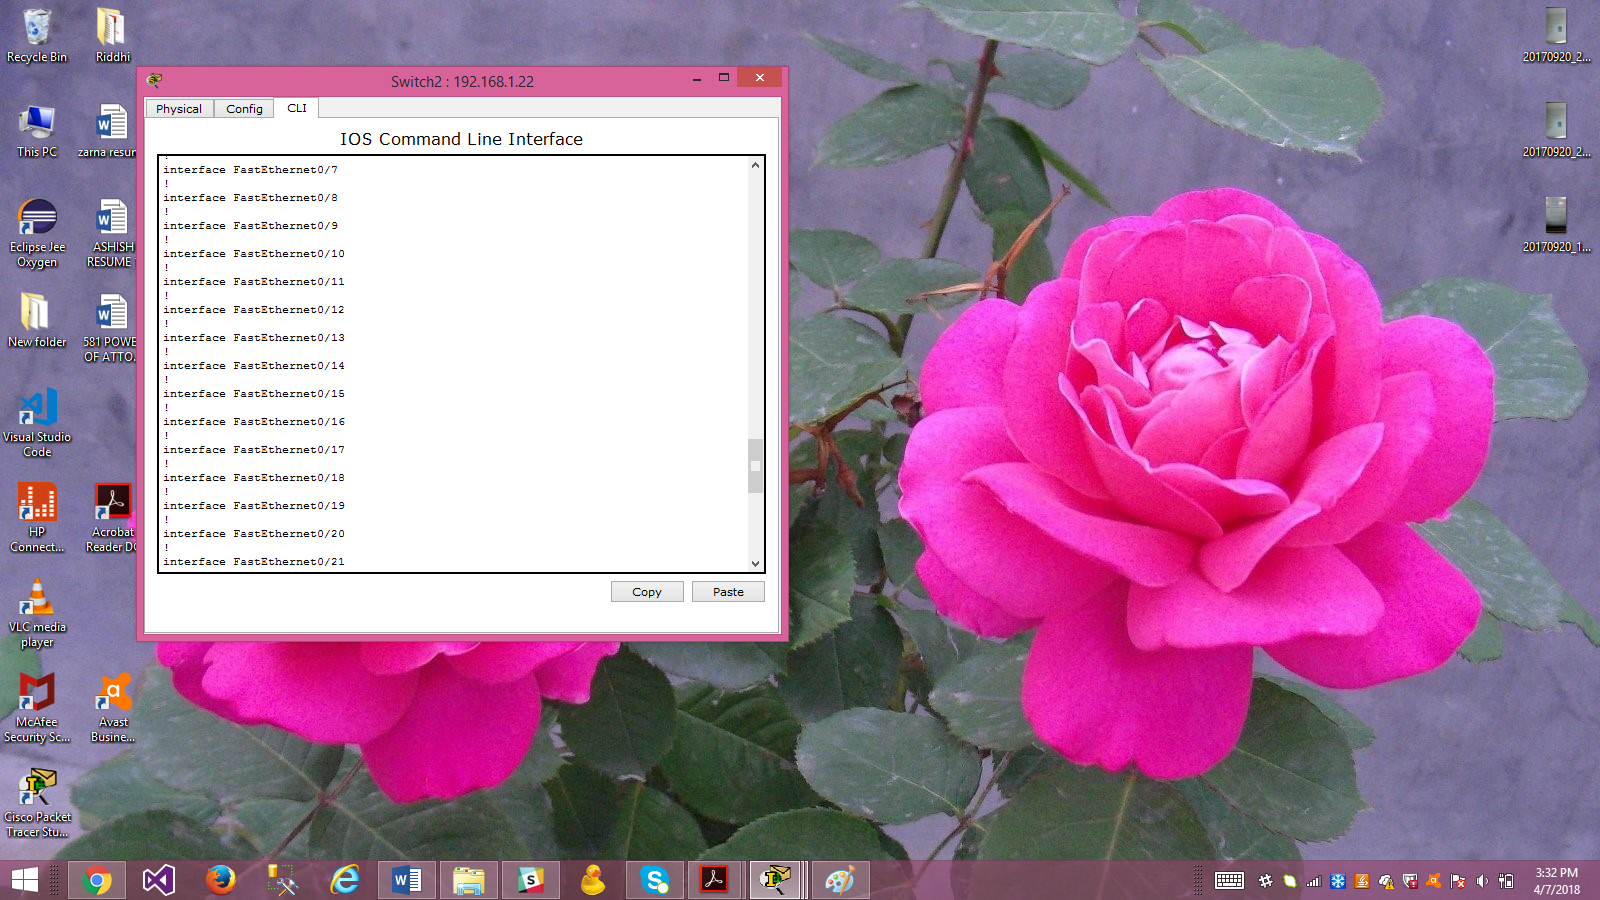 Recycle Bin
Riddhi
This PC
zarna resum
Eclipse Jee
Oxygen
ASHISH
RESUME
New folder
581 POWE
OF ATTO...
Visual Studio
Code
HP
Connect...
Acrobat
Reader DC
VLC media
player
McAfee
Security Sc...
Avast
Busine...
Cisco Packet
Tracer Stu...
Switch2 : 192.168.1.22
Physical
Config
CLI
IOS Command Line Interface
!
interface FastEthernet0/7
!
interface FastEthernet0/8
!
interface FastEthernet0/9
!
interface FastEthernet0/10
!
interface FastEthernet0/11
!
interface FastEthernet0/12
!
interface FastEthernet0/13
!
interface FastEthernet0/14
!
interface FastEthernet0/15
!
interface FastEthernet0/16
!
interface FastEthernet0/17
!
interface FastEthernet0/18
!
interface FastEthernet0/19
!
interface FastEthernet0/20
!
interface FastEthernet0/21
Copy
Paste
20170920_2...
20170920_2...
20170920_1...
3:32 PM
4/7/2018